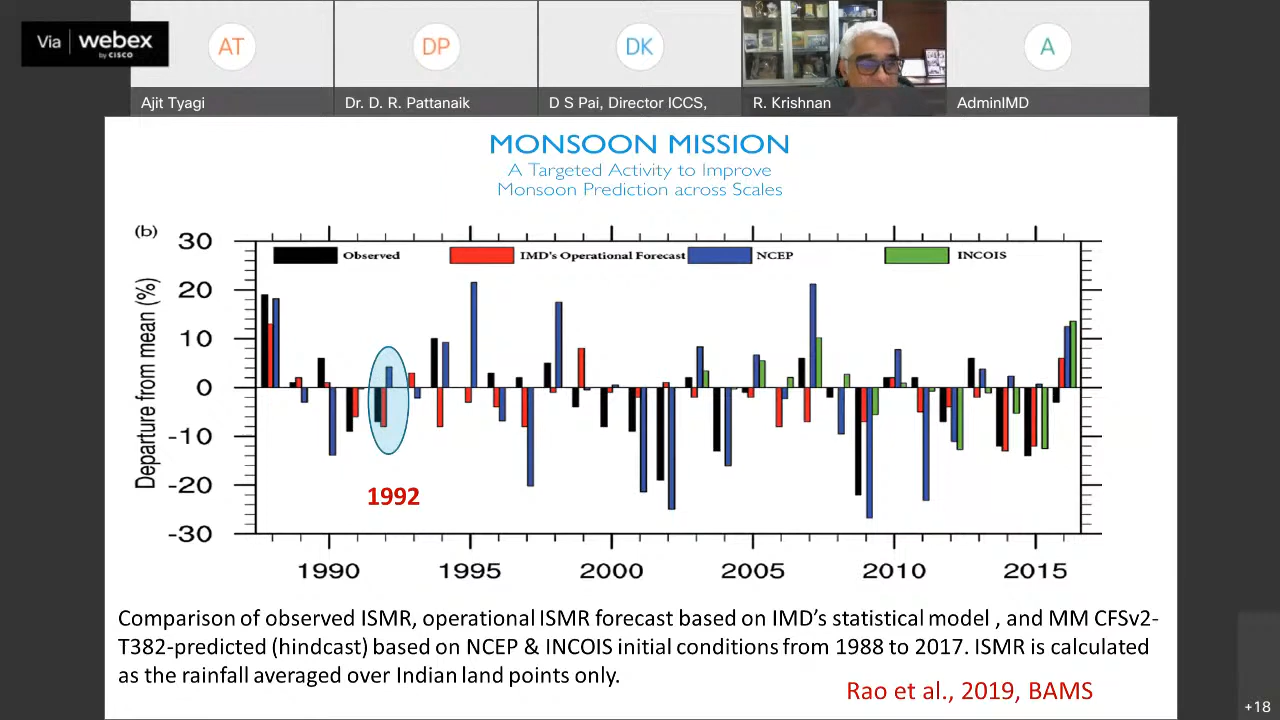 Via webex
by CISCO
AT
DP
DK
A
Ajit Tyagi
Dr. D. R. Pattanaik
D S Pai, Director ICCS,
R. Krishnan
AdminIMD
MONSOON MISSION
A Targeted Activity to Improve
Monsoon Prediction across Scales
(b)
Observed
IMD's Operational Forecast
NCEP
INCOIS
Departure from mean (%)
30
20
10
0
-10
-20
-30
1992
1990 1995 2000 2005 2010 2015
Comparison of observed ISMR, operational ISMR forecast based on IMD’s statistical model , and MM CFSv2-
T382-predicted (hindcast) based on NCEP & INCOIS initial conditions from 1988 to 2017. ISMR is calculated
as the rainfall averaged over Indian land points only.
Rao et al., 2019, BAMS
+18